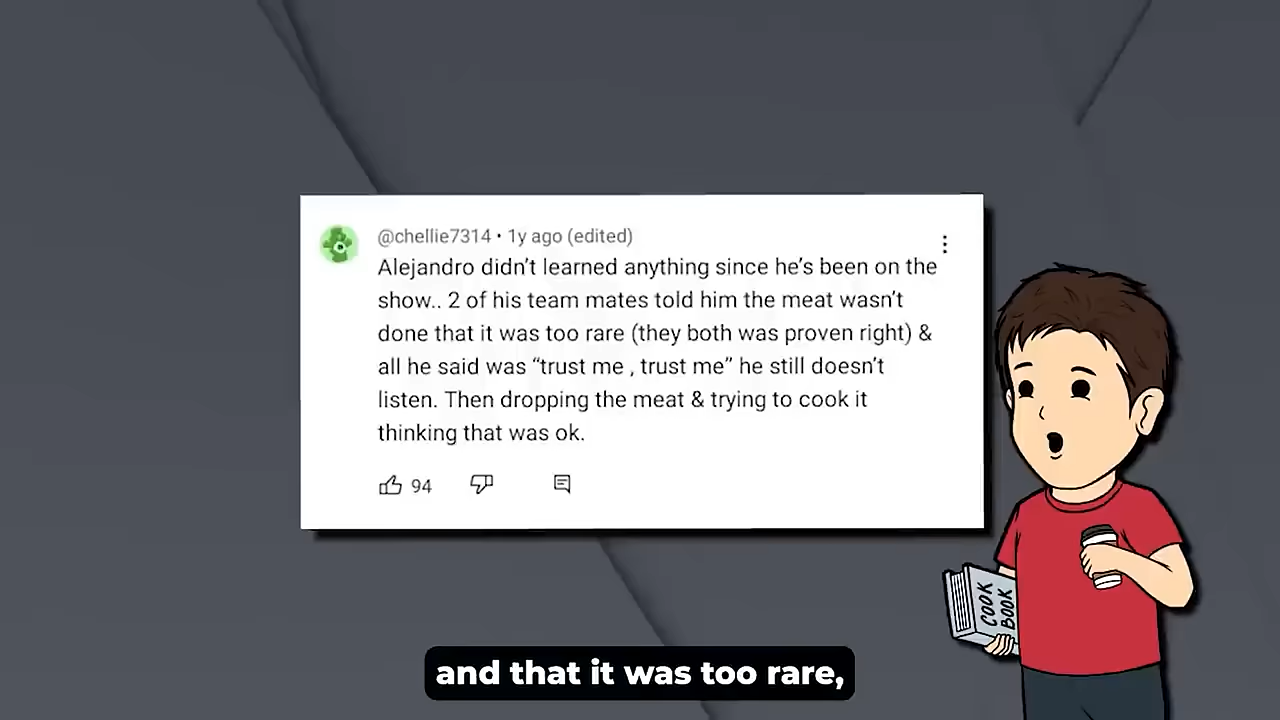 @chellie7314 • 1y ago (edited)
Alejandro didn’t learned anything since he’s been on the
show.. 2 of his team mates told him the meat wasn’t
done that it was too rare (they both was proven right) &
all he said was “trust me , trust me” he still doesn’t
listen. Then dropping the meat & trying to cook it
thinking that was ok.
94
COOK
BOOK
and that it was too rare,